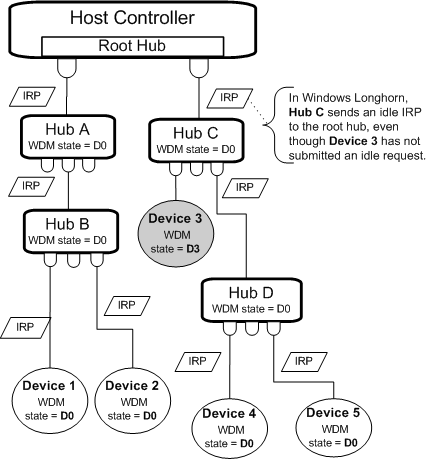 Host Controller
Root Hub
IRP
IRP
In Windows Longhorn,
Hub C sends an idle IRP
to the root hub, even
though Device 3 has not
submitted an idle request.
Hub A
WDM state = D0
Hub C
WDM state = D0
IRP
IRP
Hub B
WDM state = D0
Device 3
WDM
state = D3
Hub D
WDM state = D0
IRP
IRP
IRP
IRP
Device 1
WDM
state = D0
Device 2
WDM
state = D0
Device 4
WDM
state = D0
Device 5
WDM
state = D0